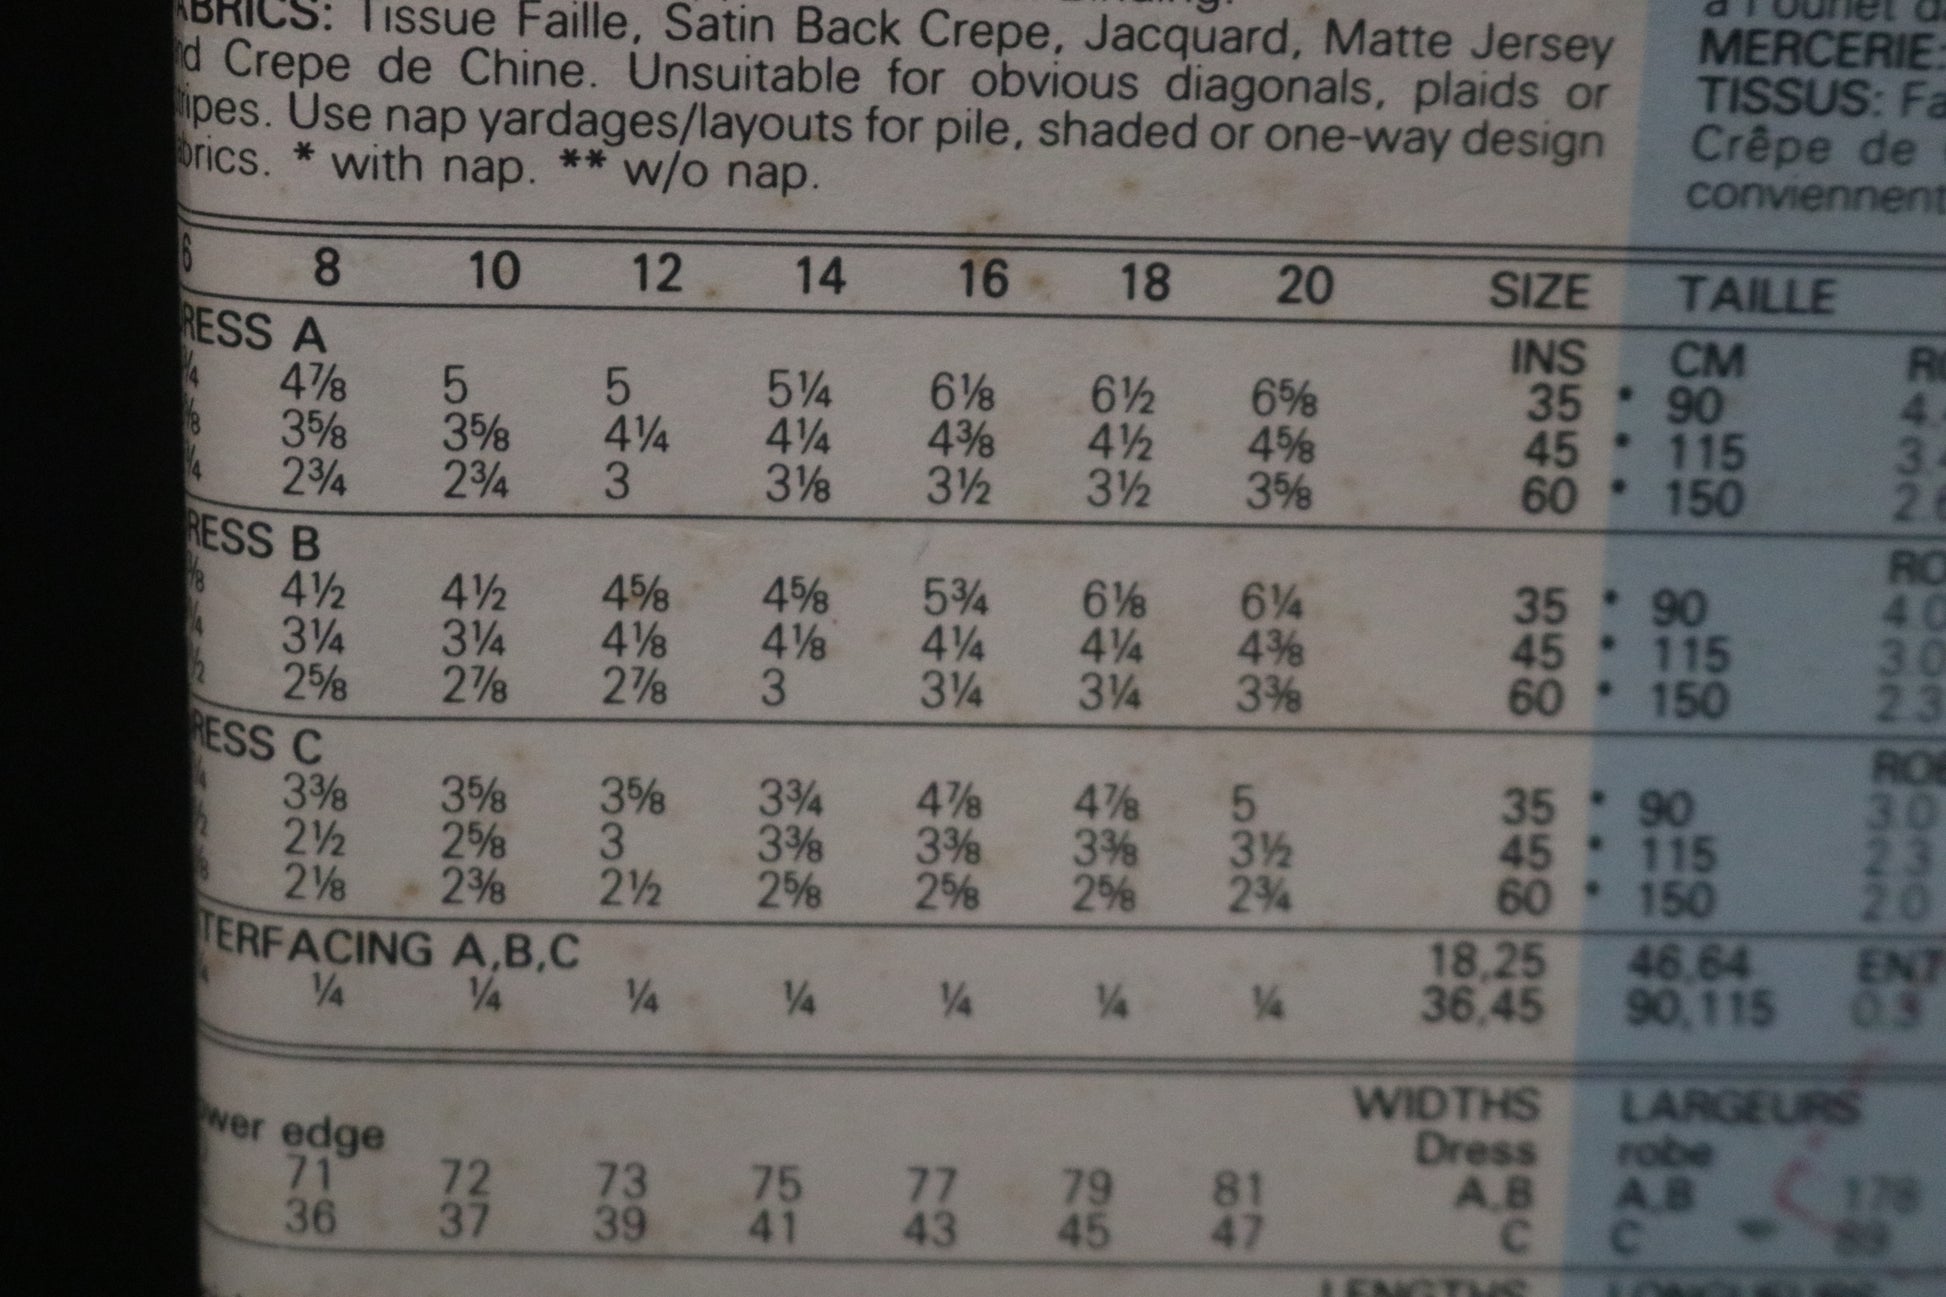 FABRICS: Tissue Faille, Satin Back Crepe, Jacquard, Matte Jersey
Crepe de Chine. Unsuitable for obvious diagonals, plaids or
Use nap yardages/layouts for pile, shaded or one-way design
* with nap. ** w/o nap.
MERCERIE:
TISSUS:
Crêpe de
conviennent
6 8 10 12 14 16 18 20 SIZE TAILLE
RESS A INS CM
4⅞ 5 5 5¼ 6⅛ 6½ 6⅝ 35 * 90
3⅝ 3⅝ 4¼ 4¼ 4⅜ 4½ 4⅝ 45 * 115
2¾ 2¾ 3 3⅛ 3½ 3½ 3⅝ 60 * 150
RESS B
4½ 4½ 4⅝ 4⅝ 5¾ 6⅛ 6¼ 35 * 90
3¼ 3¼ 4⅛ 4⅛ 4¼ 4¼ 4⅜ 45 * 115
2⅝ 2⅞ 2⅞ 3 3¼ 3¼ 3⅜ 60 * 150
RESS C
3⅜ 3⅝ 3⅝ 3¾ 4⅞ 4⅞ 5 35 * 90
2½ 2⅝ 3 3⅜ 3⅜ 3⅜ 3½ 45 * 115
2⅛ 2⅜ 2½ 2⅝ 2⅝ 2⅝ 2¾ 60 * 150
TERFACING A,B,C 18,25 46,64
¼ ¼ ¼ ¼ ¼ ¼ ¼ 36,45 90,115
WIDTHS LARGEURS
wer edge Dress robe
71 72 73 75 77 79 81 A,B A,B
36 37 39 41 43 45 47 C C